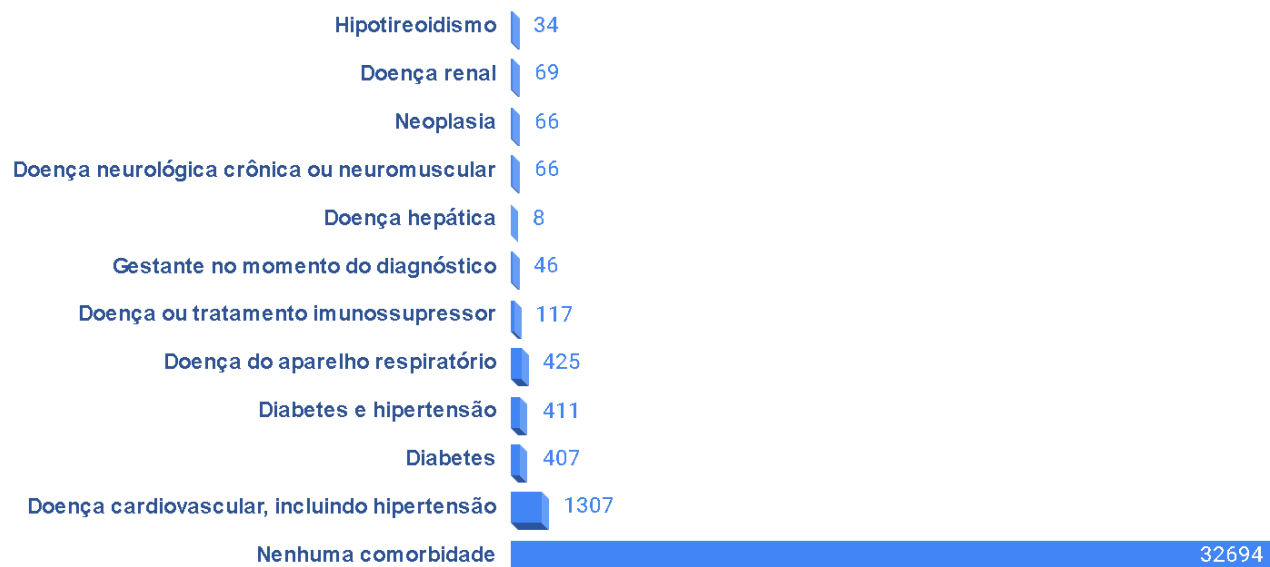 Hipotireoidismo 34
Doença renal 69
Neoplasia 66
Doença neurológica crônica ou neuromuscular 66
Doença hepática 8
Gestante no momento do diagnóstico 46
Doença ou tratamento imunossupressor 117
Doença do aparelho respiratório 425
Diabetes e hipertensão 411
Diabetes 407
Doença cardiovascular, incluindo hipertensão 1307
Nenhuma comorbidade 32694